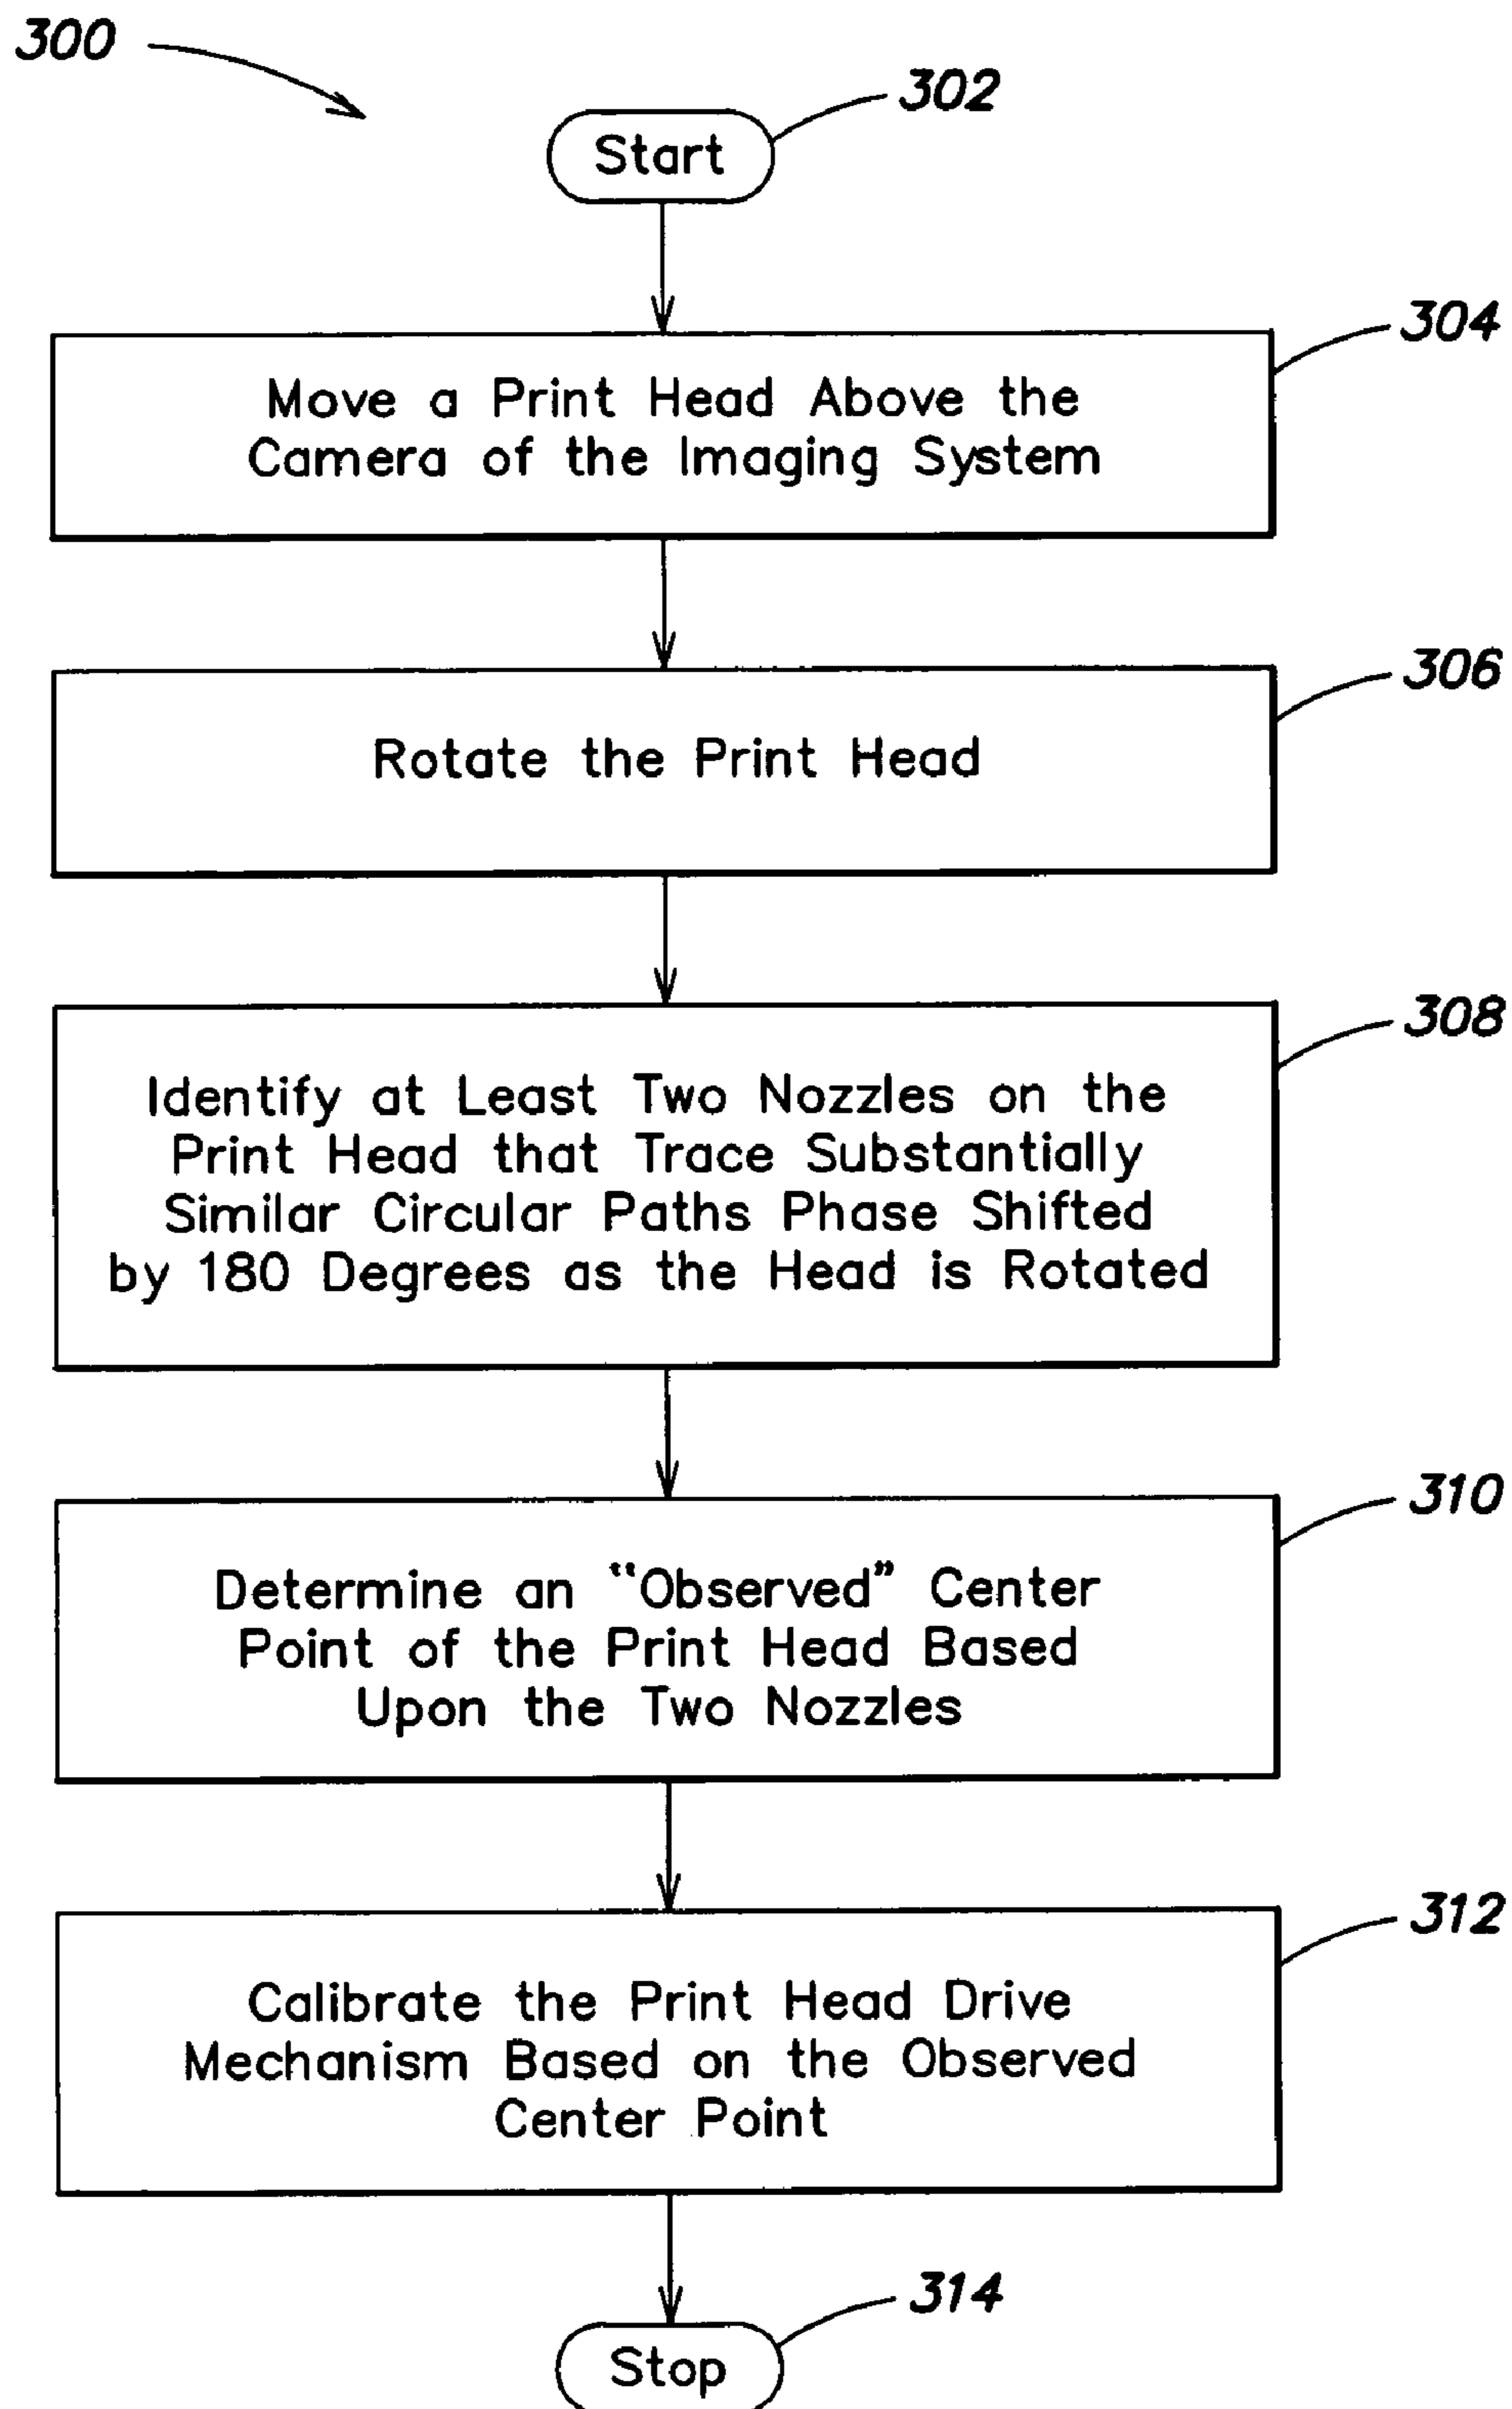 300
302
Start
304
Move a Print Head Above the
Camera of the Imaging System
306
Rotate the Print Head
308
Identify at Least Two Nozzles on the
Print Head that Trace Substantially
Similar Circular Paths Phase Shifted
by 180 Degrees as the Head is Rotated
310
Determine an "Observed" Center
Point of the Print Head Based
Upon the Two Nozzles
312
Calibrate the Print Head Drive
Mechanism Based on the Observed
Center Point
314
Stop